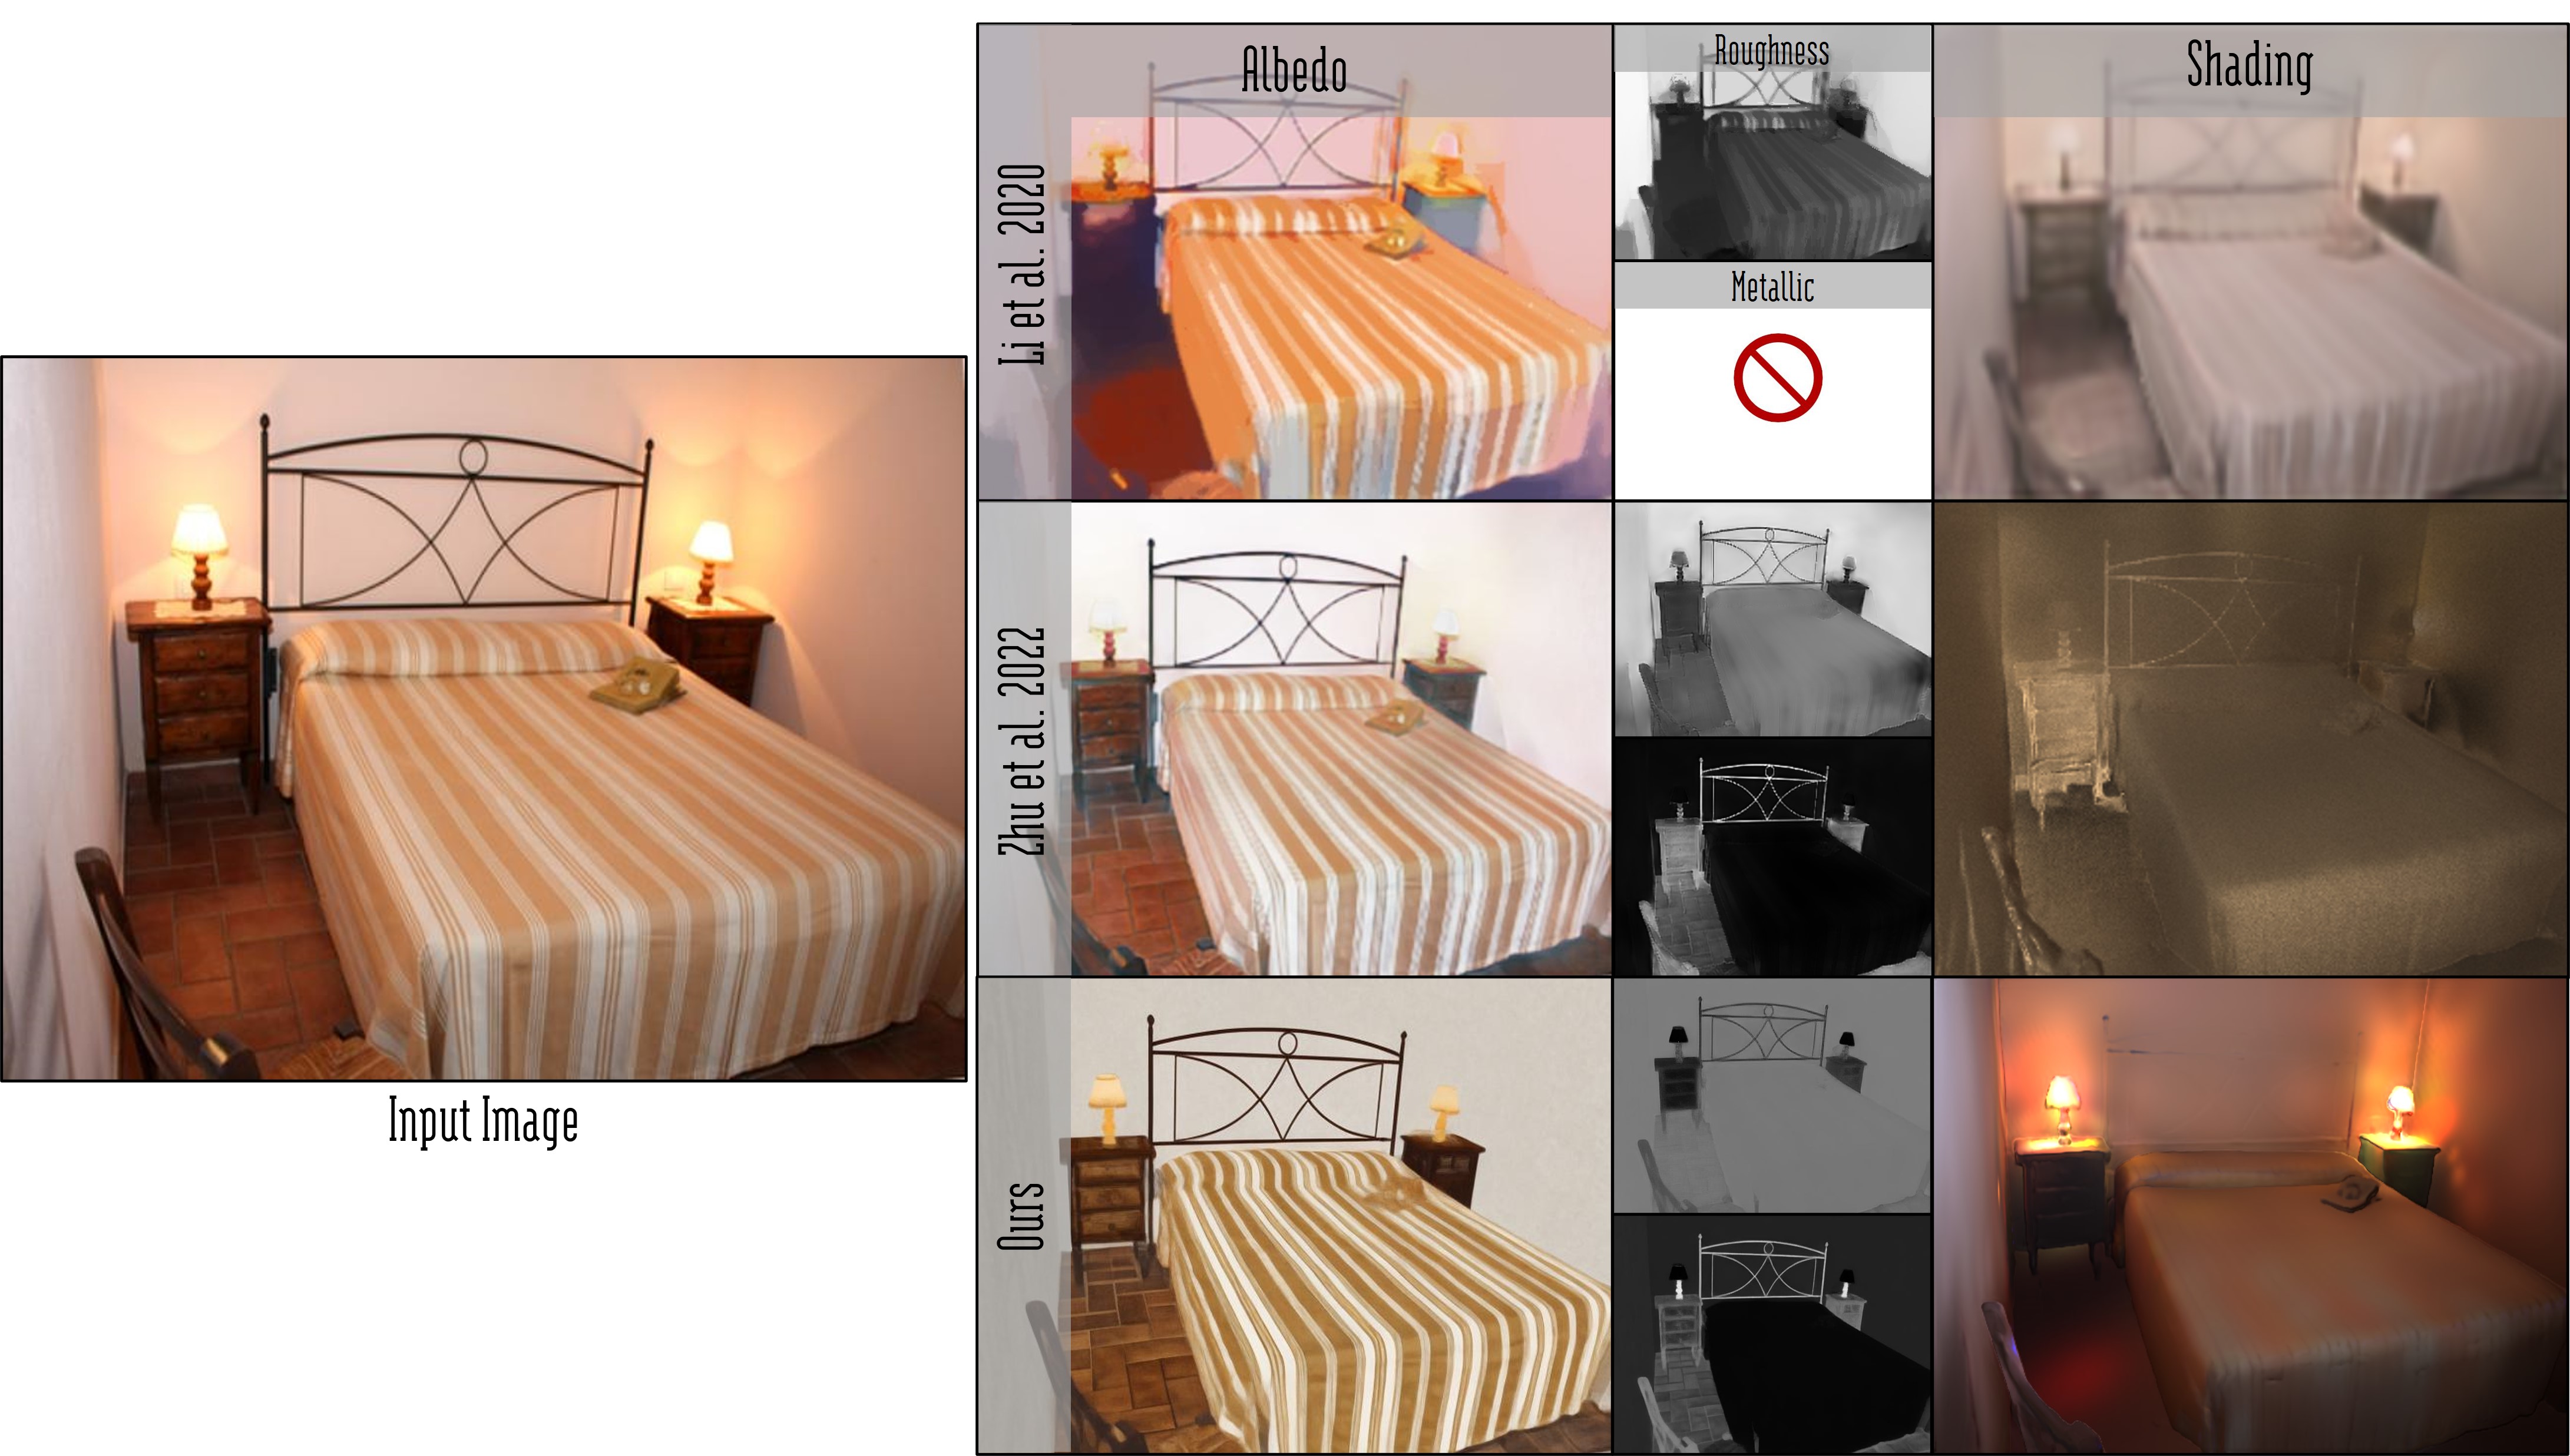 Albedo
Roughness
Shading
Li et al. 2020
Metallic
Input Image
Zhu et al. 2022
Ours